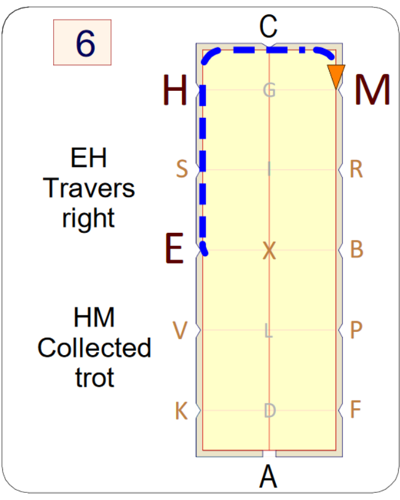 6
C
H G M
EH
Travers
right
S I R
E X B
HM
Collected
trot
V L P
K D F
A